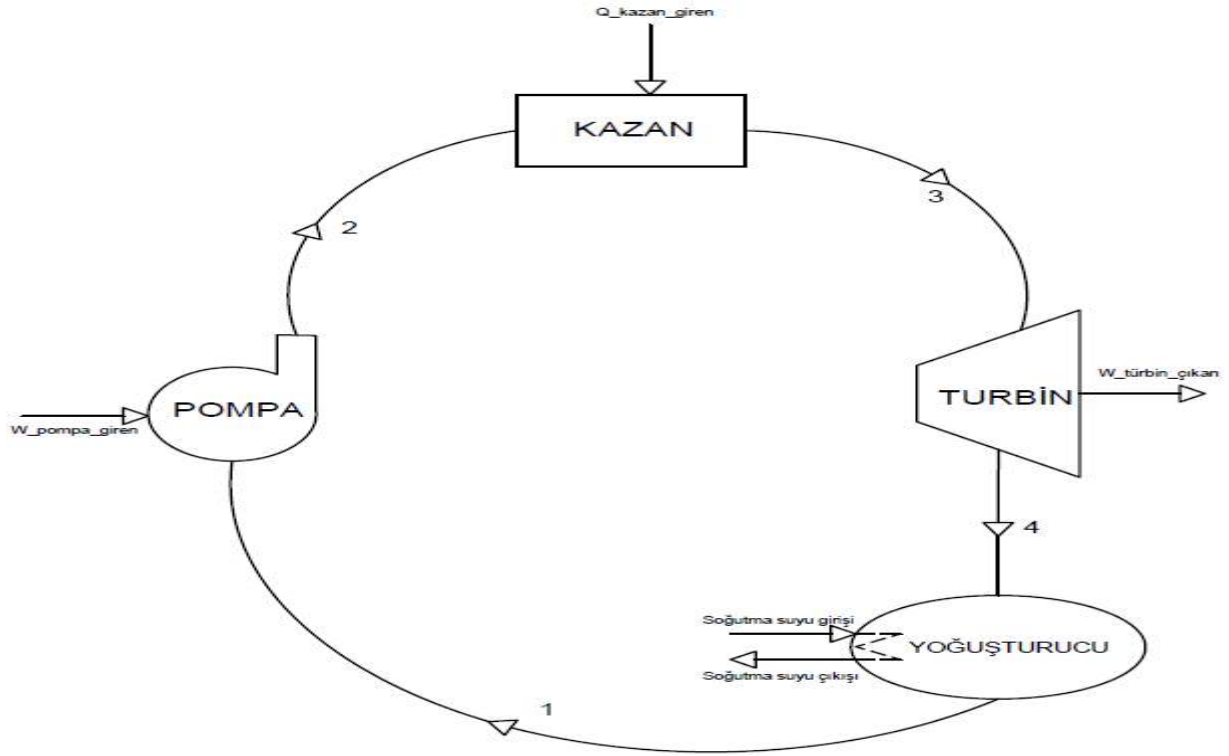 Q_kazan_giren
KAZAN
3
2
W_türbin_çıkan
TURBİN
POMPA
W_pompa_giren
4
Soğutma suyu girişi
YOĞUŞTURUCU
Soğutma suyu çıkışı
1